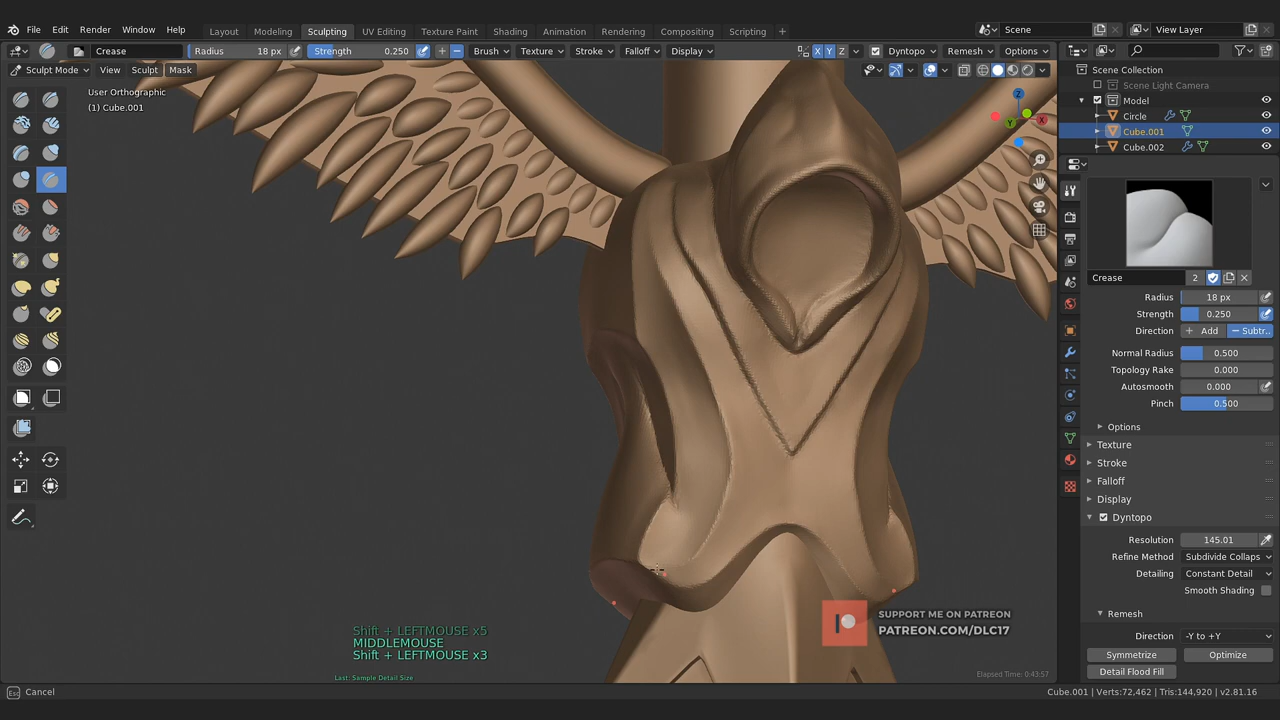 File Edit Render Window Help Layout Modeling Sculpting UV Editing Texture Paint Shading Animation Rendering Compositing Scripting + Scene View Layer
Crease Radius 18 px Strength 0.250 Brush Texture Stroke Falloff Display X Y Z Dyntopo Remesh Options
Sculpt Mode View Sculpt Mask
User Orthographic
(1) Cube.001
Scene Collection
Scene Light Camera
Model
Circle
Cube.001
Cube.002
Z
Y
X
Crease 2
Radius 18 px
Strength 0.250
Direction + Add − Subtr..
Normal Radius 0.500
Topology Rake 0.000
Autosmooth 0.000
Pinch 0.500
Options
Texture
Stroke
Falloff
Display
Dyntopo
Resolution 145.01
Refine Method Subdivide Collaps
Detailing Constant Detail
Smooth Shading
Remesh
Direction -Y to +Y
Symmetrize Optimize
Detail Flood Fill
SUPPORT ME ON PATREON
PATREON.COM/DLC17
Shift + LEFTMOUSE x5
MIDDLEMOUSE
Shift + LEFTMOUSE x3
Last: Sample Detail Size
Elapsed Time: 0:43:57
Esc Cancel
Cube.001 | Verts:72,462 | Tris:144,920 | v2.81.16